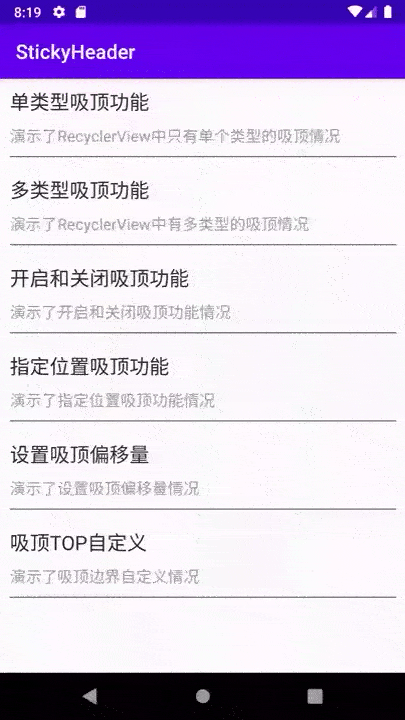 8:19
StickyHeader
单类型吸顶功能
演示了RecyclerView中只有单个类型的吸顶情况
多类型吸顶功能
演示了RecyclerView中有多类型的吸顶情况
开启和关闭吸顶功能
演示了开启和关闭吸顶功能情况
指定位置吸顶功能
演示了指定位置吸顶功能情况
设置吸顶偏移量
演示了设置吸顶偏移量情况
吸顶TOP自定义
演示了吸顶边界自定义情况